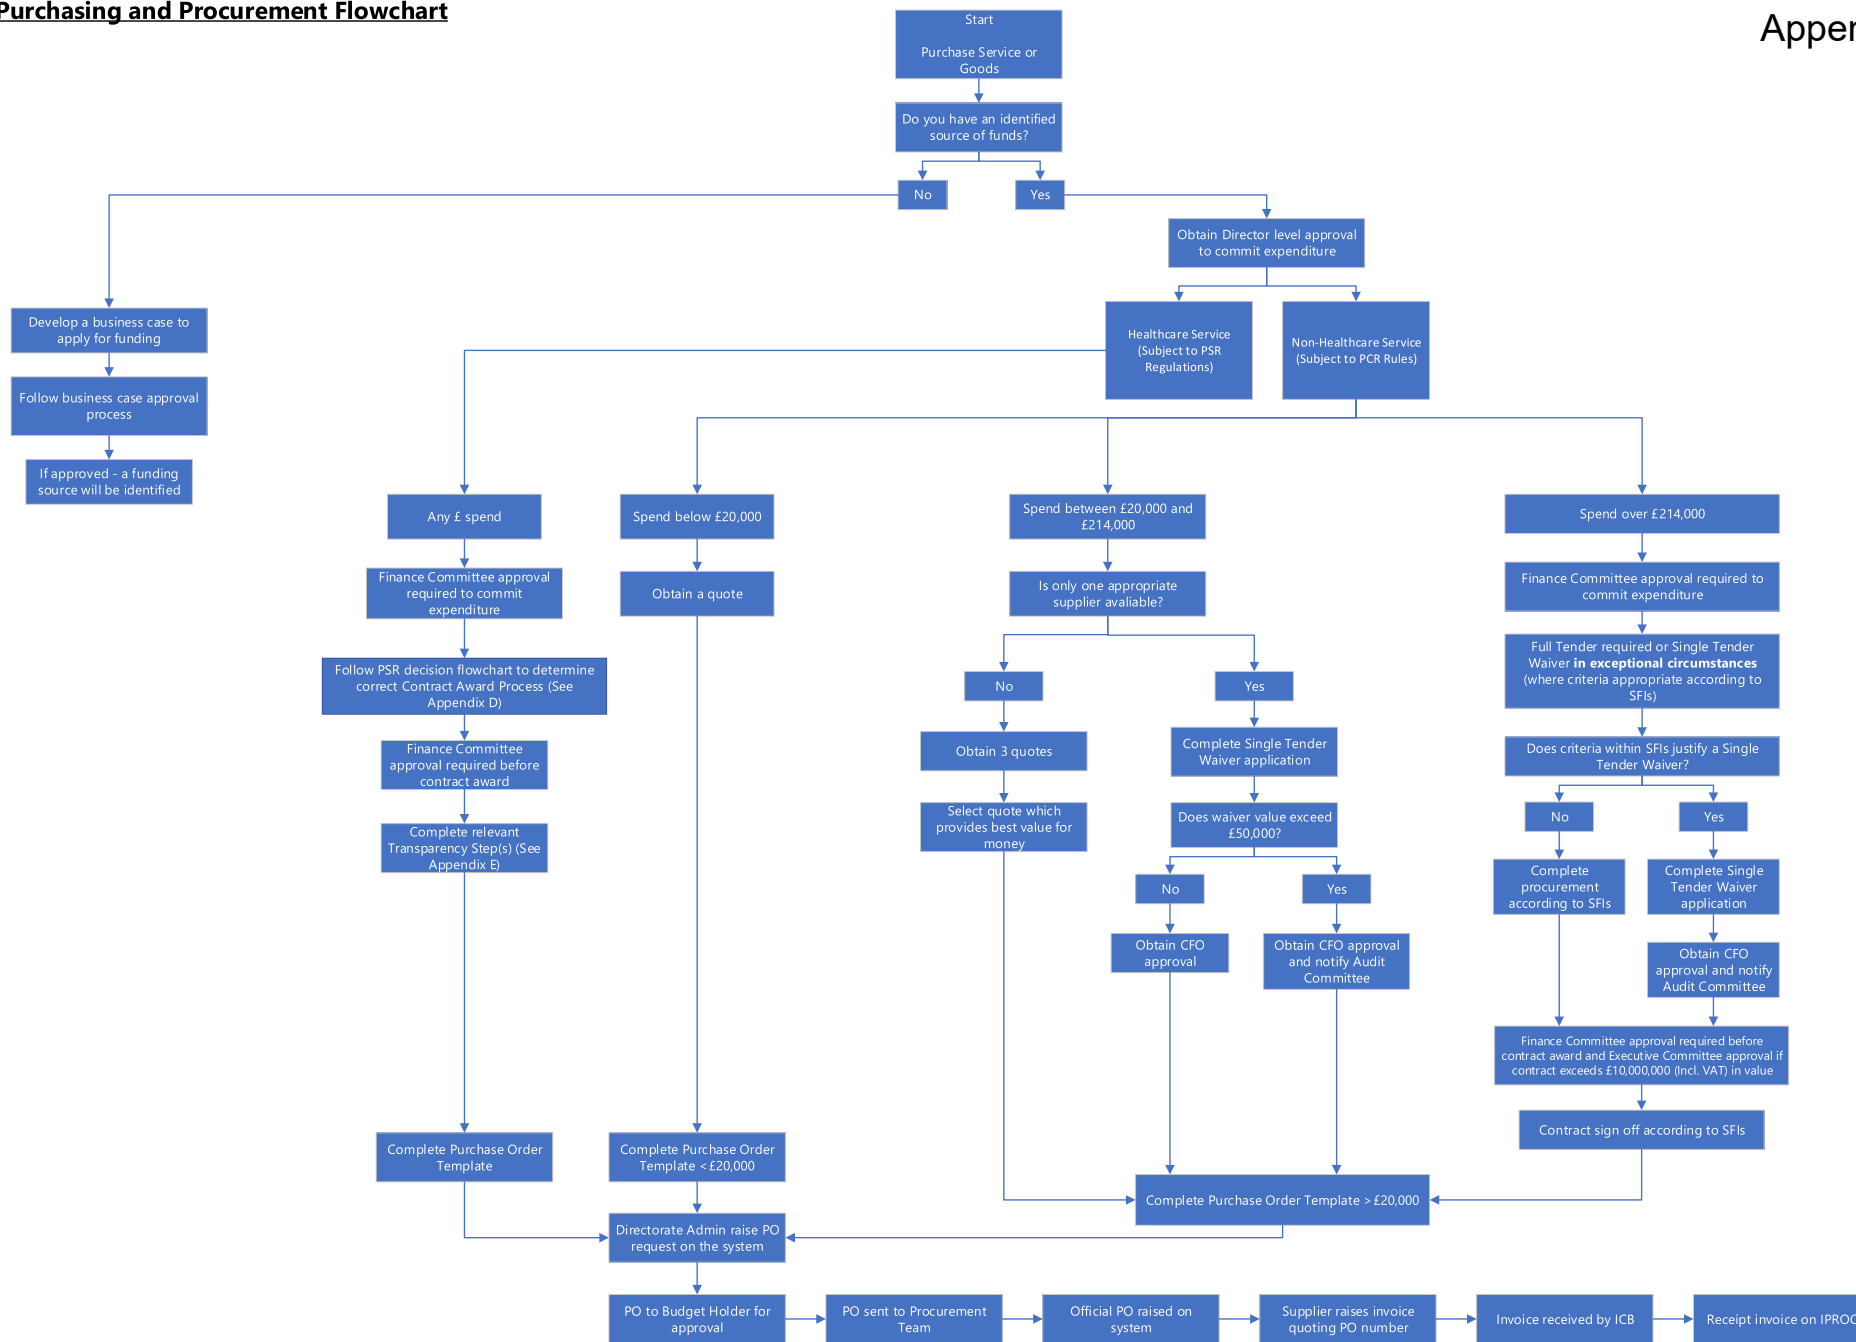 Purchasing and Procurement Flowchart
Appen
Start
Purchase Service or
Goods
Do you have an identified
source of funds?
No
Yes
Obtain Director level approval
to commit expenditure
Develop a business case to
apply for funding
Follow business case approval
process
If approved - a funding
source will be identified
Healthcare Service
(Subject to PSR
Regulations)
Non-Healthcare Service
(Subject to PCR Rules)
Any £ spend
Finance Committee approval
required to commit
expenditure
Follow PSR decision flowchart to determine
correct Contract Award Process (See
Appendix D)
Finance Committee
approval required before
contract award
Complete relevant
Transparency Step(s) (See
Appendix E)
Complete Purchase Order
Template
Spend below £20,000
Obtain a quote
Complete Purchase Order
Template <£20,000
Directorate Admin raise PO
request on the system
Spend between £20,000 and
£214,000
Is only one appropriate
supplier avaliable?
No
Obtain 3 quotes
Select quote which
provides best value for
money
Yes
Complete Single Tender
Waiver application
Does waiver value exceed
£50,000?
No
Obtain CFO
approval
Yes
Obtain CFO approval
and notify Audit
Committee
Spend over £214,000
Finance Committee approval required to
commit expenditure
Full Tender required or Single Tender
Waiver in exceptional circumstances
(where criteria appropriate according to
SFIs)
Does criteria within SFIs justify a Single
Tender Waiver?
No
Complete
procurement
according to SFIs
Yes
Complete Single
Tender Waiver
application
Obtain CFO
approval and notify
Audit Committee
Finance Committee approval required before
contract award and Executive Committee approval if
contract exceeds £10,000,000 (Incl. VAT) in value
Contract sign off according to SFIs
Complete Purchase Order Template >£20,000
PO to Budget Holder for
approval
PO sent to Procurement
Team
Official PO raised on
system
Supplier raises invoice
quoting PO number
Invoice received by ICB
Receipt invoice on IPROC